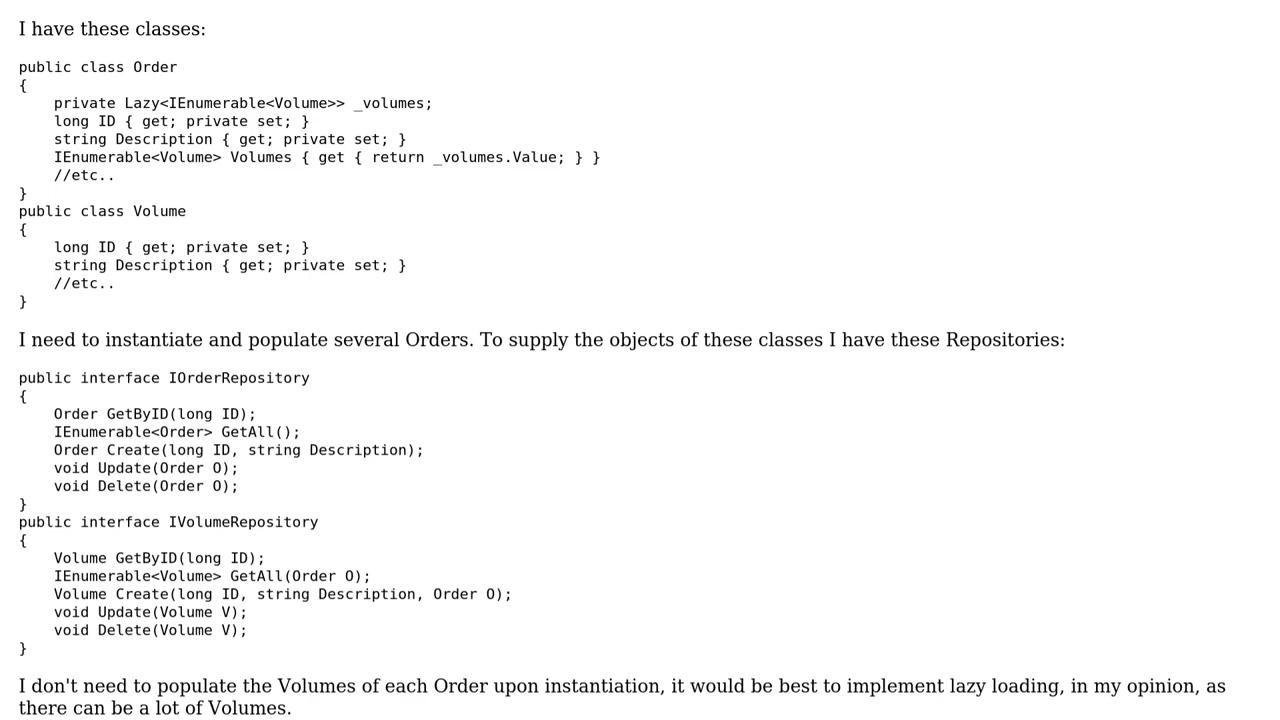 I have these classes:
public class Order
{
    private Lazy<IEnumerable<Volume>> _volumes;
    long ID { get; private set; }
    string Description { get; private set; }
    IEnumerable<Volume> Volumes { get { return _volumes.Value; } }
    //etc..
}
public class Volume
{
    long ID { get; private set; }
    string Description { get; private set; }
    //etc..
}
I need to instantiate and populate several Orders. To supply the objects of these classes I have these Repositories:
public interface IOrderRepository
{
    Order GetByID(long ID);
    IEnumerable<Order> GetAll();
    Order Create(long ID, string Description);
    void Update(Order O);
    void Delete(Order O);
}
public interface IVolumeRepository
{
    Volume GetByID(long ID);
    IEnumerable<Volume> GetAll(Order O);
    Volume Create(long ID, string Description, Order O);
    void Update(Volume V);
    void Delete(Volume V);
}
I don't need to populate the Volumes of each Order upon instantiation, it would be best to implement lazy loading, in my opinion, as
there can be a lot of Volumes.